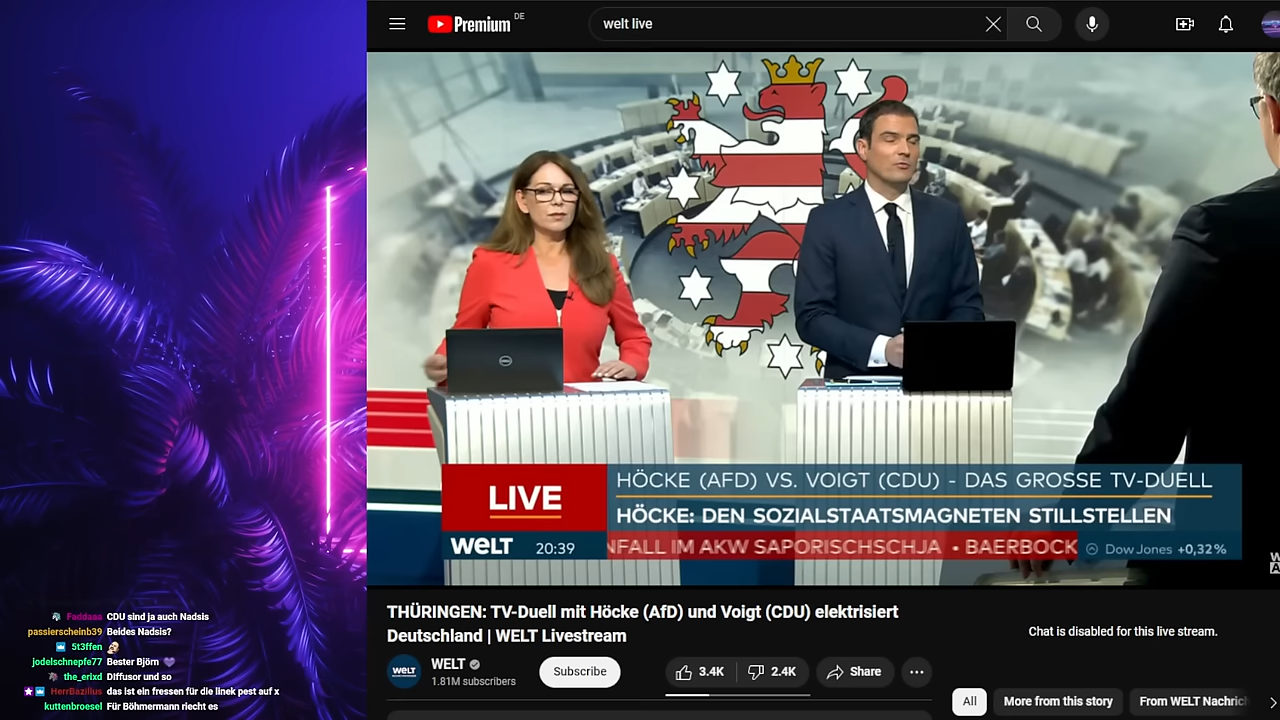 Premium DE
welt live
LIVE
HÖCKE (AFD) VS. VOIGT (CDU) - DAS GROSSE TV-DUELL
HÖCKE: DEN SOZIALSTAATSMAGNETEN STILLSTELLEN
WELT 20:39
NFALL IM AKW SAPORISCHSCHJA • BAERBOCK
Dow Jones +0,32%
DELL
THÜRINGEN: TV-Duell mit Höcke (AfD) und Voigt (CDU) elektrisiert
Deutschland | WELT Livestream
Chat is disabled for this live stream.
WELT
WELT
1.81M subscribers
Subscribe
3.4K
2.4K
Share
All
More from this story
From WELT Nachric
Faddaaa CDU sind ja auch Nadsis
passierscheinb39 Beides Nadsis?
5t3ffen
jodelschnepfe77 Bester Björn 💜
the_erixd Diffusor und so
HerrBazillus das ist ein fressen für die linek pest auf x
kuttenbroesel Für Böhmermann riecht es